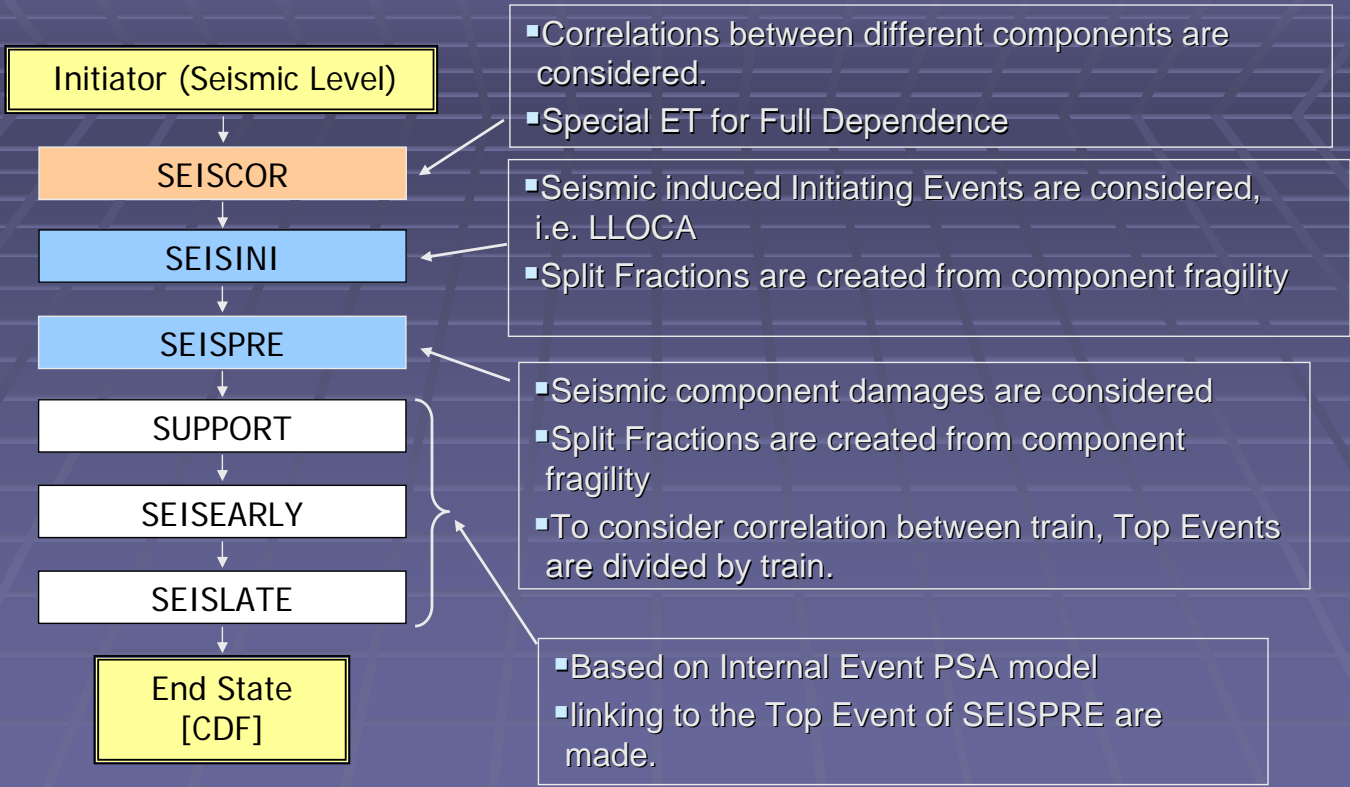 Initiator (Seismic Level)
SEISCOR
SEISINI
SEISPRE
SUPPORT
SEISEARLY
SEISLATE
End State
[CDF]
▪Correlations between different components are
considered.
▪Special ET for Full Dependence
▪Seismic induced Initiating Events are considered,
i.e. LLOCA
▪Split Fractions are created from component fragility
▪Seismic component damages are considered
▪Split Fractions are created from component
fragility
▪To consider correlation between train, Top Events
are divided by train.
▪Based on Internal Event PSA model
▪linking to the Top Event of SEISPRE are
made.